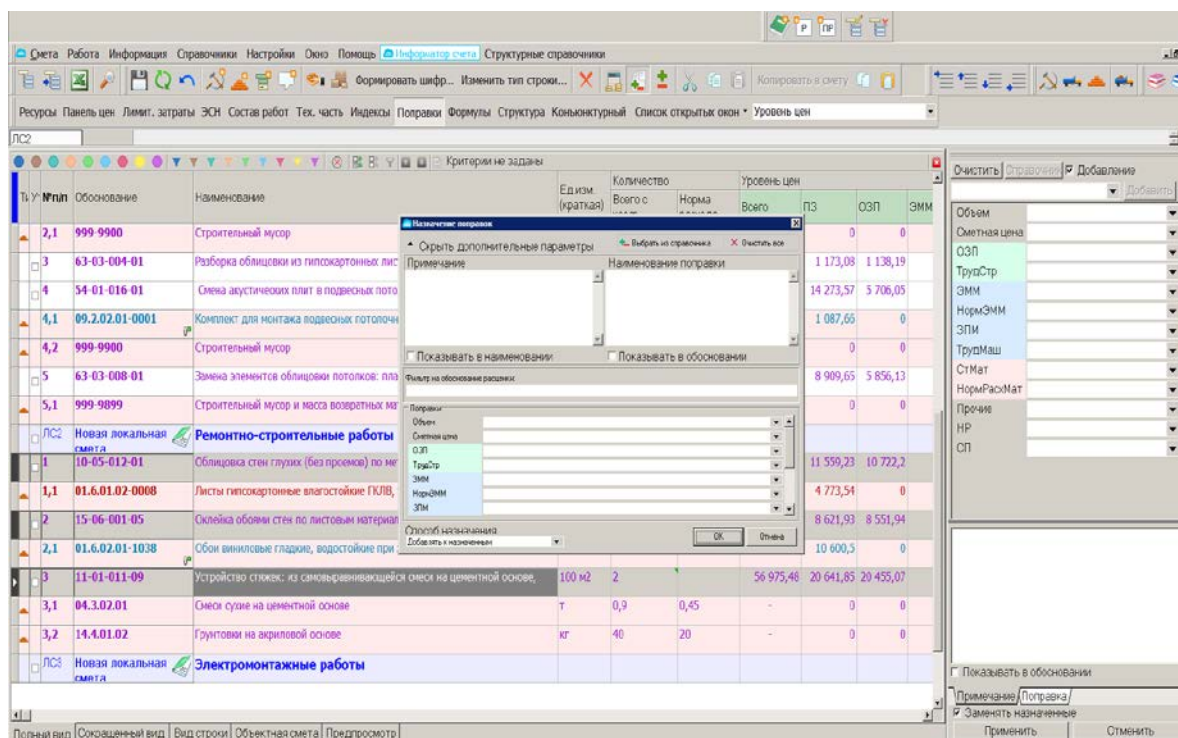 Р ПР
Смета Работа Информация Справочники Настройки Окно Помощь Информатор счета Структурные справочники
Формировать шифр... Изменить тип строки... Копировать в смету
Ресурсы Панель цен Лимит. затраты ЭСН Состав работ Тех. часть Индексы Поправки Формулы Структура Конъюнктурный Список открытых окон Уровень цен
ЛС2
Критерии не заданы
№п/п Обоснование Наименование Ед.изм. (краткая) Количество Всего с Норма Уровень цен Всего ПЗ ОЗП ЭММ
2,1 999-9900 Строительный мусор 0 0
3 63-03-004-01 Разборка облицовки из гипсокартонных лис 1 173,08 1 138,19
4 54-01-016-01 Смена акустических плит в подвесных пото 14 273,57 5 706,05
4,1 09.2.02.01-0001 Комплект для монтажа подвесных потолочн 1 087,66 0
4,2 999-9900 Строительный мусор 0 0
5 63-03-008-01 Замена элементов облицовки потолков: пла 8 909,65 5 856,13
5,1 999-9899 Строительный мусор и масса возвратных ма 0 0
ЛС2 Новая локальная смета Ремонтно-строительные работы
1 10-05-012-01 Облицовка стен глухих (без проемов) по ме 11 559,23 10 722,2
1,1 01.6.01.02-0008 Листы гипсокартонные влагостойкие ГКЛВ, 4 773,54 0
2 15-06-001-05 Оклейка обоями стен по листовым материал 8 621,93 8 551,94
2,1 01.6.02.01-1038 Обои виниловые гладкие, водостойкие при 10 600,5 0
3 11-01-011-09 Устройство стяжек: из самовыравнивающейся смеси на цементной основе, 100 м2 2 56 975,48 20 641,85 20 455,07
3,1 04.3.02.01 Смеси сухие на цементной основе т 0,9 0,45 - 0 0
3,2 14.4.01.02 Грунтовки на акриловой основе кг 40 20 - 0 0
ЛС3 Новая локальная смета Электромонтажные работы
Полный вид Сокращенный вид Вид строки Объектная смета Предпросмотр
Назначение поправок
Скрыть дополнительные параметры Выбрать из справочника Очистить все
Примечание Наименование поправки
Показывать в наименовании Показывать в обосновании
Фильтр на обоснование расценки:
Поправки
Объем
Сметная цена
ОЗП
ТрудСтр
ЭММ
НормЭММ
ЗПМ
Способ назначения
Добавлять к назначенным
ОК Отмена
Очистить Справочник Добавление
Добавить
Объем
Сметная цена
ОЗП
ТрудСтр
ЭММ
НормЭММ
ЗПМ
ТрудМаш
СтМат
НормРасхМат
Прочие
НР
СП
Показывать в обосновании
Примечание Поправка
Заменять назначенные
Применить Отменить